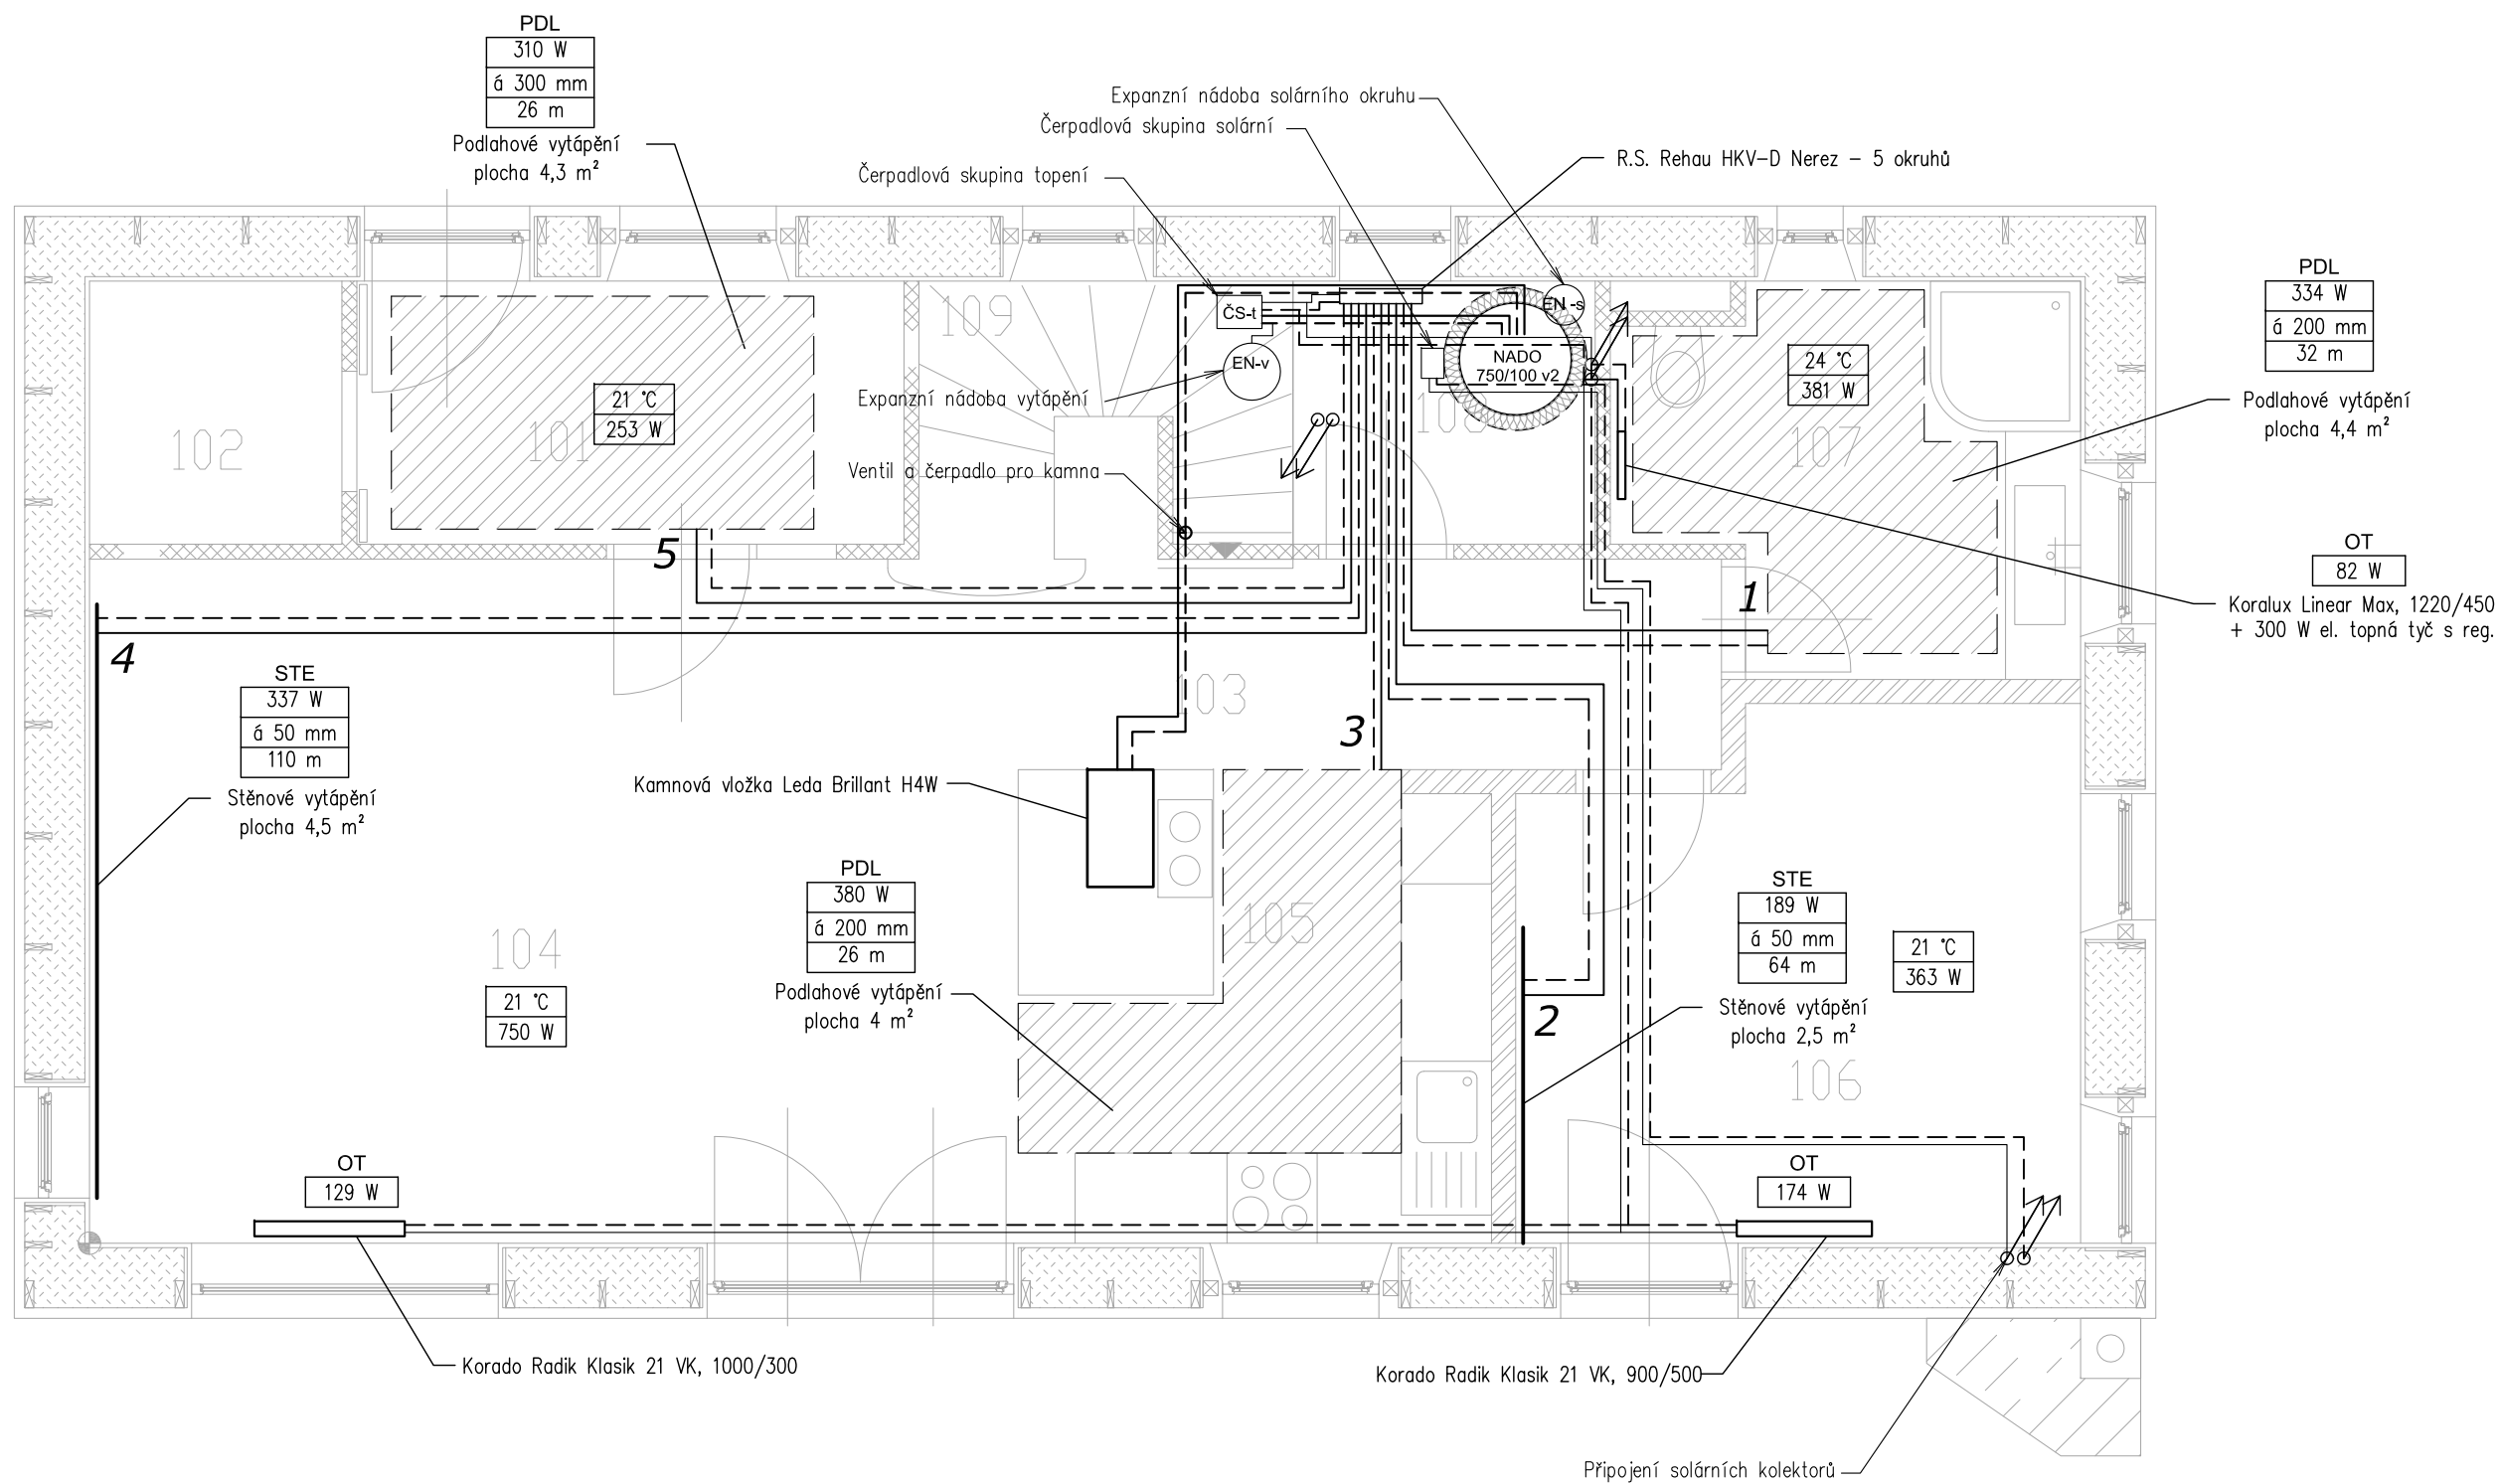 PDL
310 W
á 300 mm
26 m
Podlahové vytápění
plocha 4,3 m²
Expanzní nádoba solárního okruhu
Čerpadlová skupina solární
Čerpadlová skupina topení
R.S. Rehau HKV-D Nerez - 5 okruhů
PDL
334 W
á 200 mm
32 m
Podlahové vytápění
plocha 4,4 m²
109
ČS-t
EN -s
EN-v
NADO
750/100 v2
24 °C
381 W
21 °C
253 W
Expanzní nádoba vytápění
108
102
101
107
Ventil a čerpadlo pro kamna
OT
82 W
Koralux Linear Max, 1220/450
+ 300 W el. topná tyč s reg.
5
1
4
STE
337 W
á 50 mm
110 m
Stěnové vytápění
plocha 4,5 m²
103
3
Kamnová vložka Leda Brillant H4W
PDL
380 W
á 200 mm
26 m
Podlahové vytápění
plocha 4 m²
105
104
21 °C
750 W
STE
189 W
á 50 mm
64 m
Stěnové vytápění
plocha 2,5 m²
21 °C
363 W
2
106
OT
129 W
OT
174 W
Korado Radik Klasik 21 VK, 1000/300
Korado Radik Klasik 21 VK, 900/500
Připojení solárních kolektorů